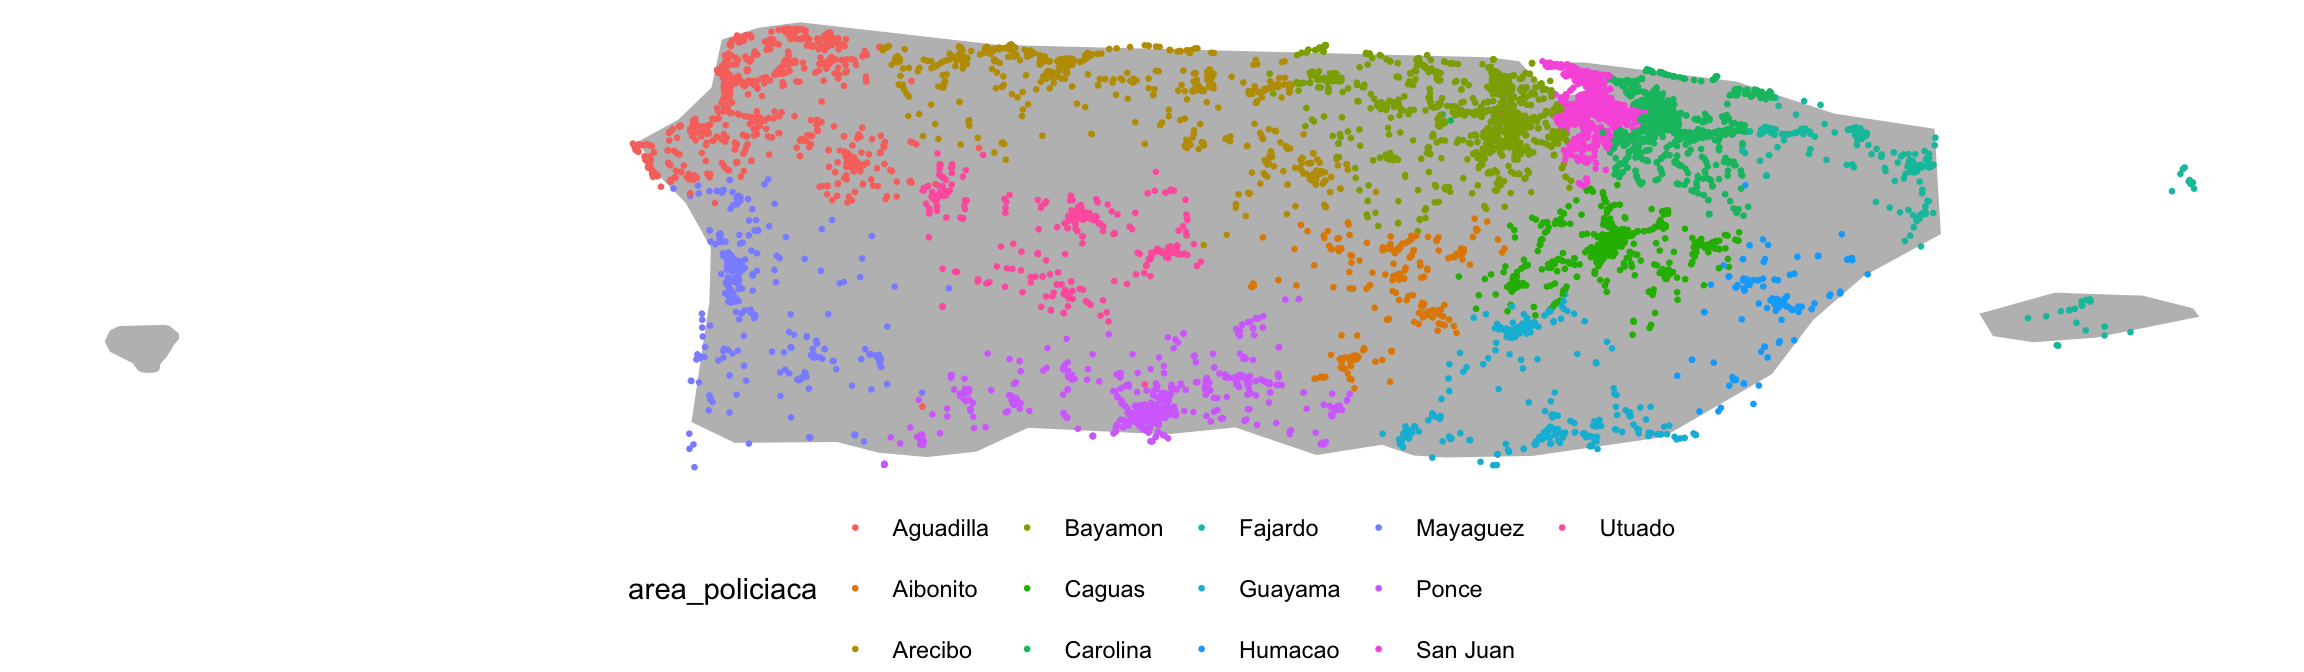 Aguadilla Bayamon Fajardo Mayaguez Utuado
area_policiaca Aibonito Caguas Guayama Ponce
Arecibo Carolina Humacao San Juan